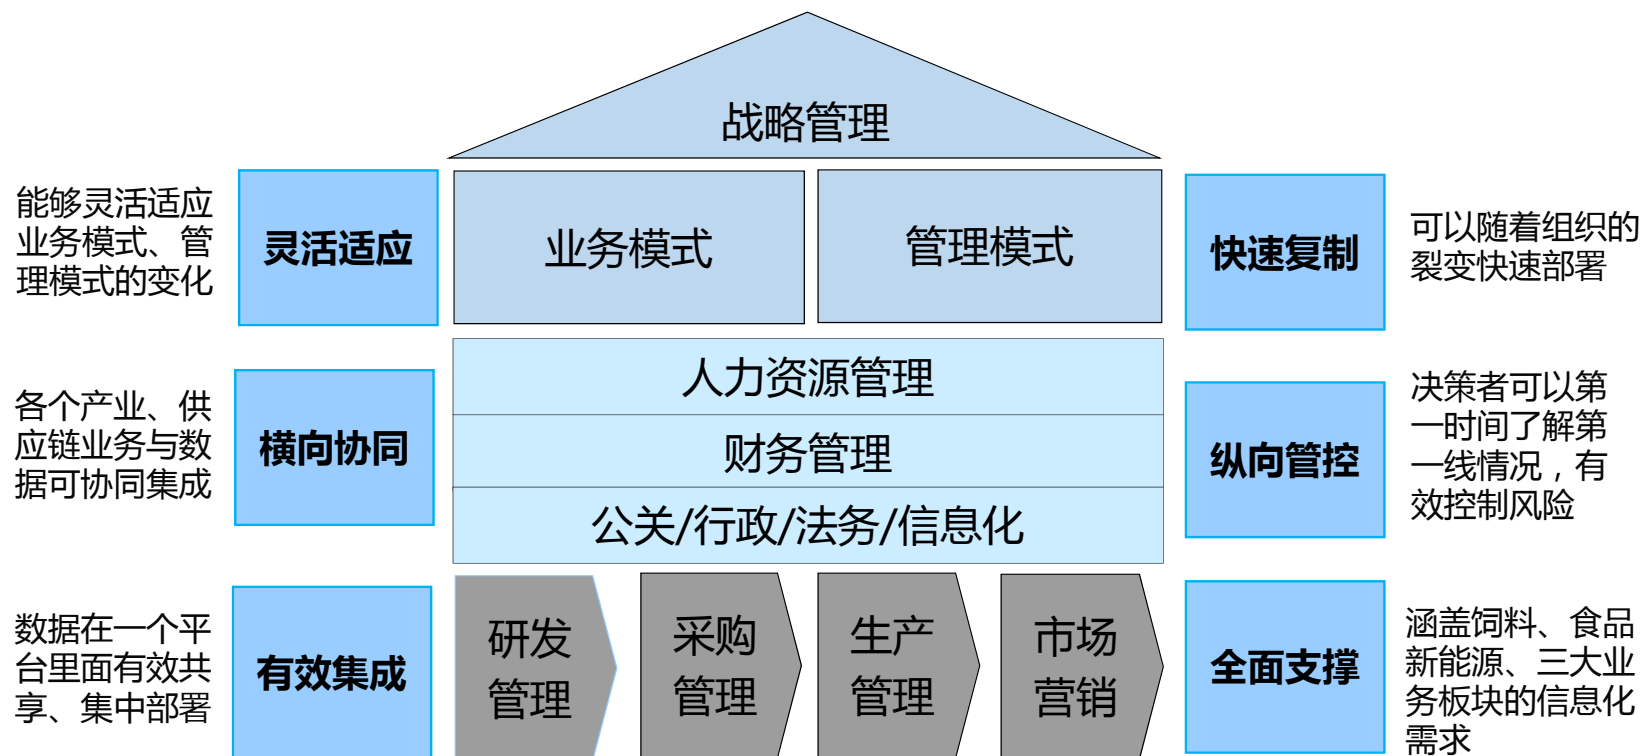 战略管理
能够灵活适应
业务模式、管
理模式的变化
灵活适应
业务模式
管理模式
快速复制
可以随着组织的
裂变快速部署
各个产业、供
应链业务与数
据可协同集成
横向协同
人力资源管理
财务管理
公关/行政/法务/信息化
纵向管控
决策者可以第
一时间了解第
一线情况，有
效控制风险
数据在一个平
台里面有效共
享、集中部署
有效集成
研发
管理
采购
管理
生产
管理
市场
营销
全面支撑
涵盖饲料、食品
新能源、三大业
务板块的信息化
需求